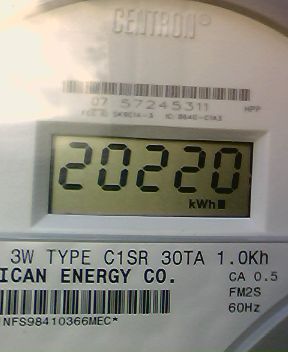 CENTRON®
07 57245311 HPP
20220
kWh
3W TYPE C1SR 30TA 1.0Kh
ICAN ENERGY CO. CA 0.5
FM2S
60Hz
NFS98410366MEC*